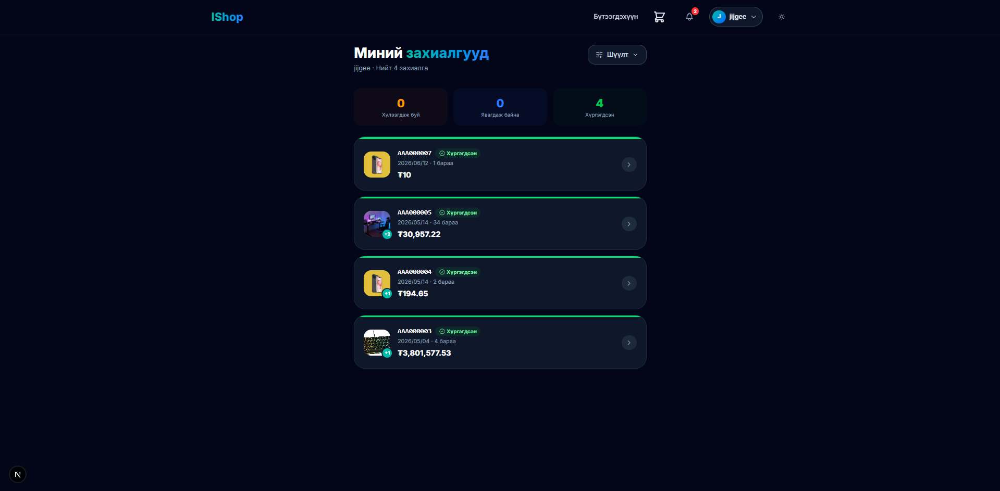 IShop
Бүтээгдэхүүн
2
J jijgee
Миний захиалгууд
Шүүлт
jijgee · Нийт 4 захиалга
0
Хүлээгдэж буй
0
Явагдаж байна
4
Хүргэгдсэн
AAA000007 Хүргэгдсэн
2026/06/12 · 1 бараа
₮10
AAA000005 Хүргэгдсэн
2026/05/14 · 34 бараа
+2
₮30,957.22
AAA000004 Хүргэгдсэн
2026/05/14 · 2 бараа
+1
₮194.65
AAA000003 Хүргэгдсэн
2026/05/04 · 4 бараа
+1
₮3,801,577.53
N